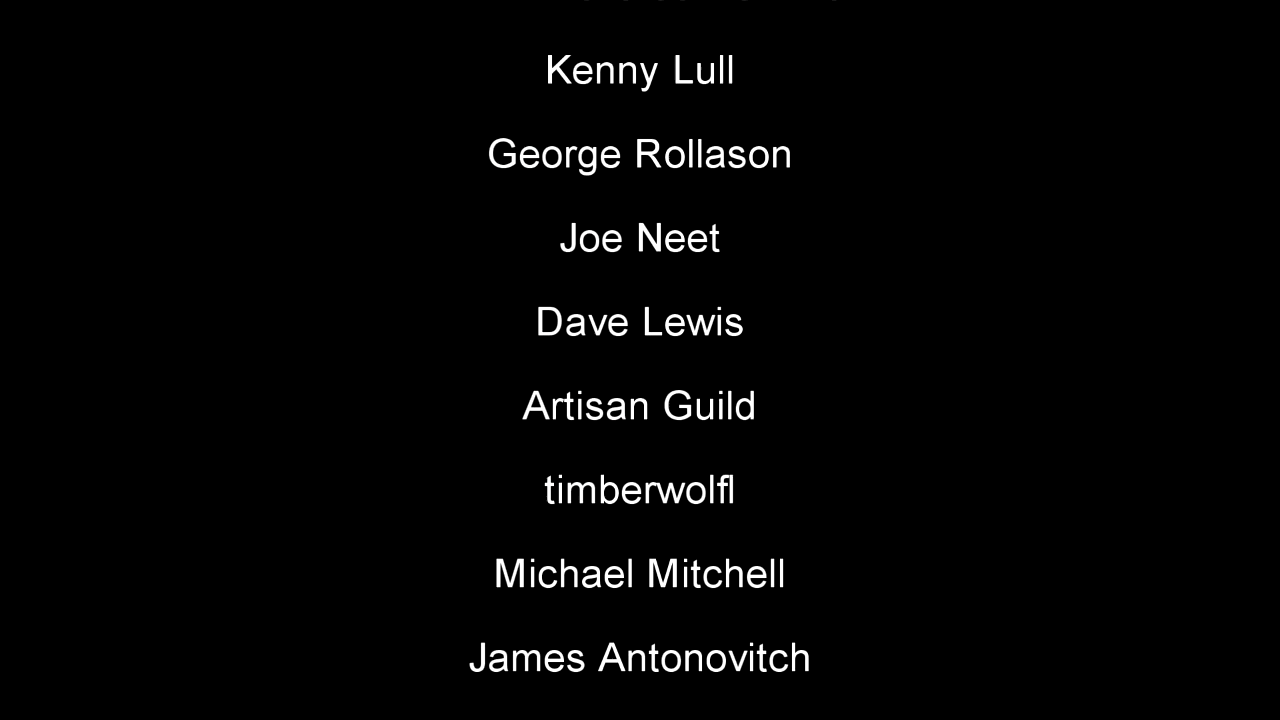 Kenny Lull
George Rollason
Joe Neet
Dave Lewis
Artisan Guild
timberwolfl
Michael Mitchell
James Antonovitch